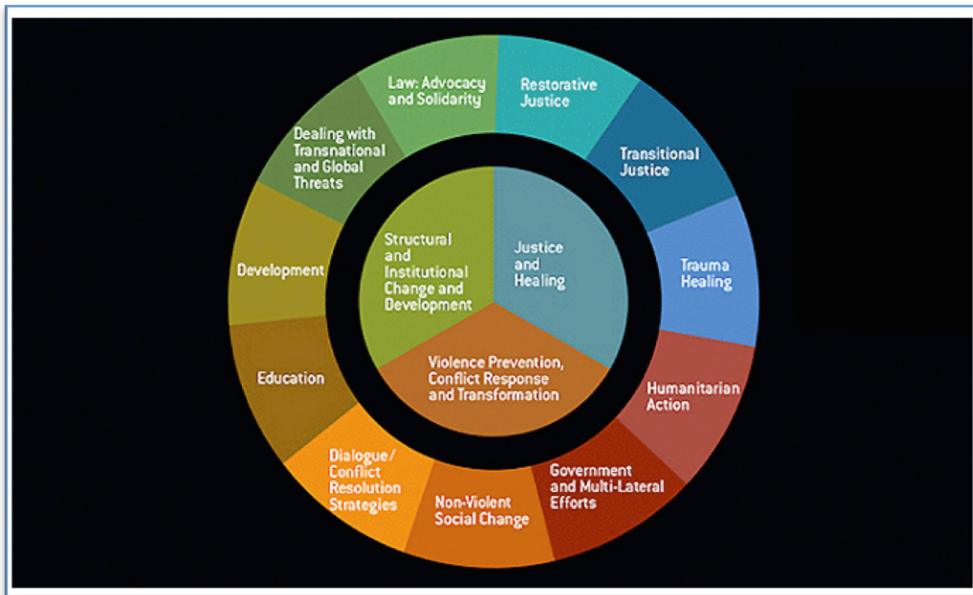 Law: Advocacy
and Solidarity
Restorative
Justice
Transitional
Justice
Trauma
Healing
Humanitarian
Action
Government
and Multi-Lateral
Efforts
Non-Violent
Social Change
Dialogue/
Conflict
Resolution
Strategies
Education
Development
Dealing with
Transnational
and Global
Threats
Structural
and
Institutional
Change and
Development
Justice
and
Healing
Violence Prevention,
Conflict Response
and Transformation